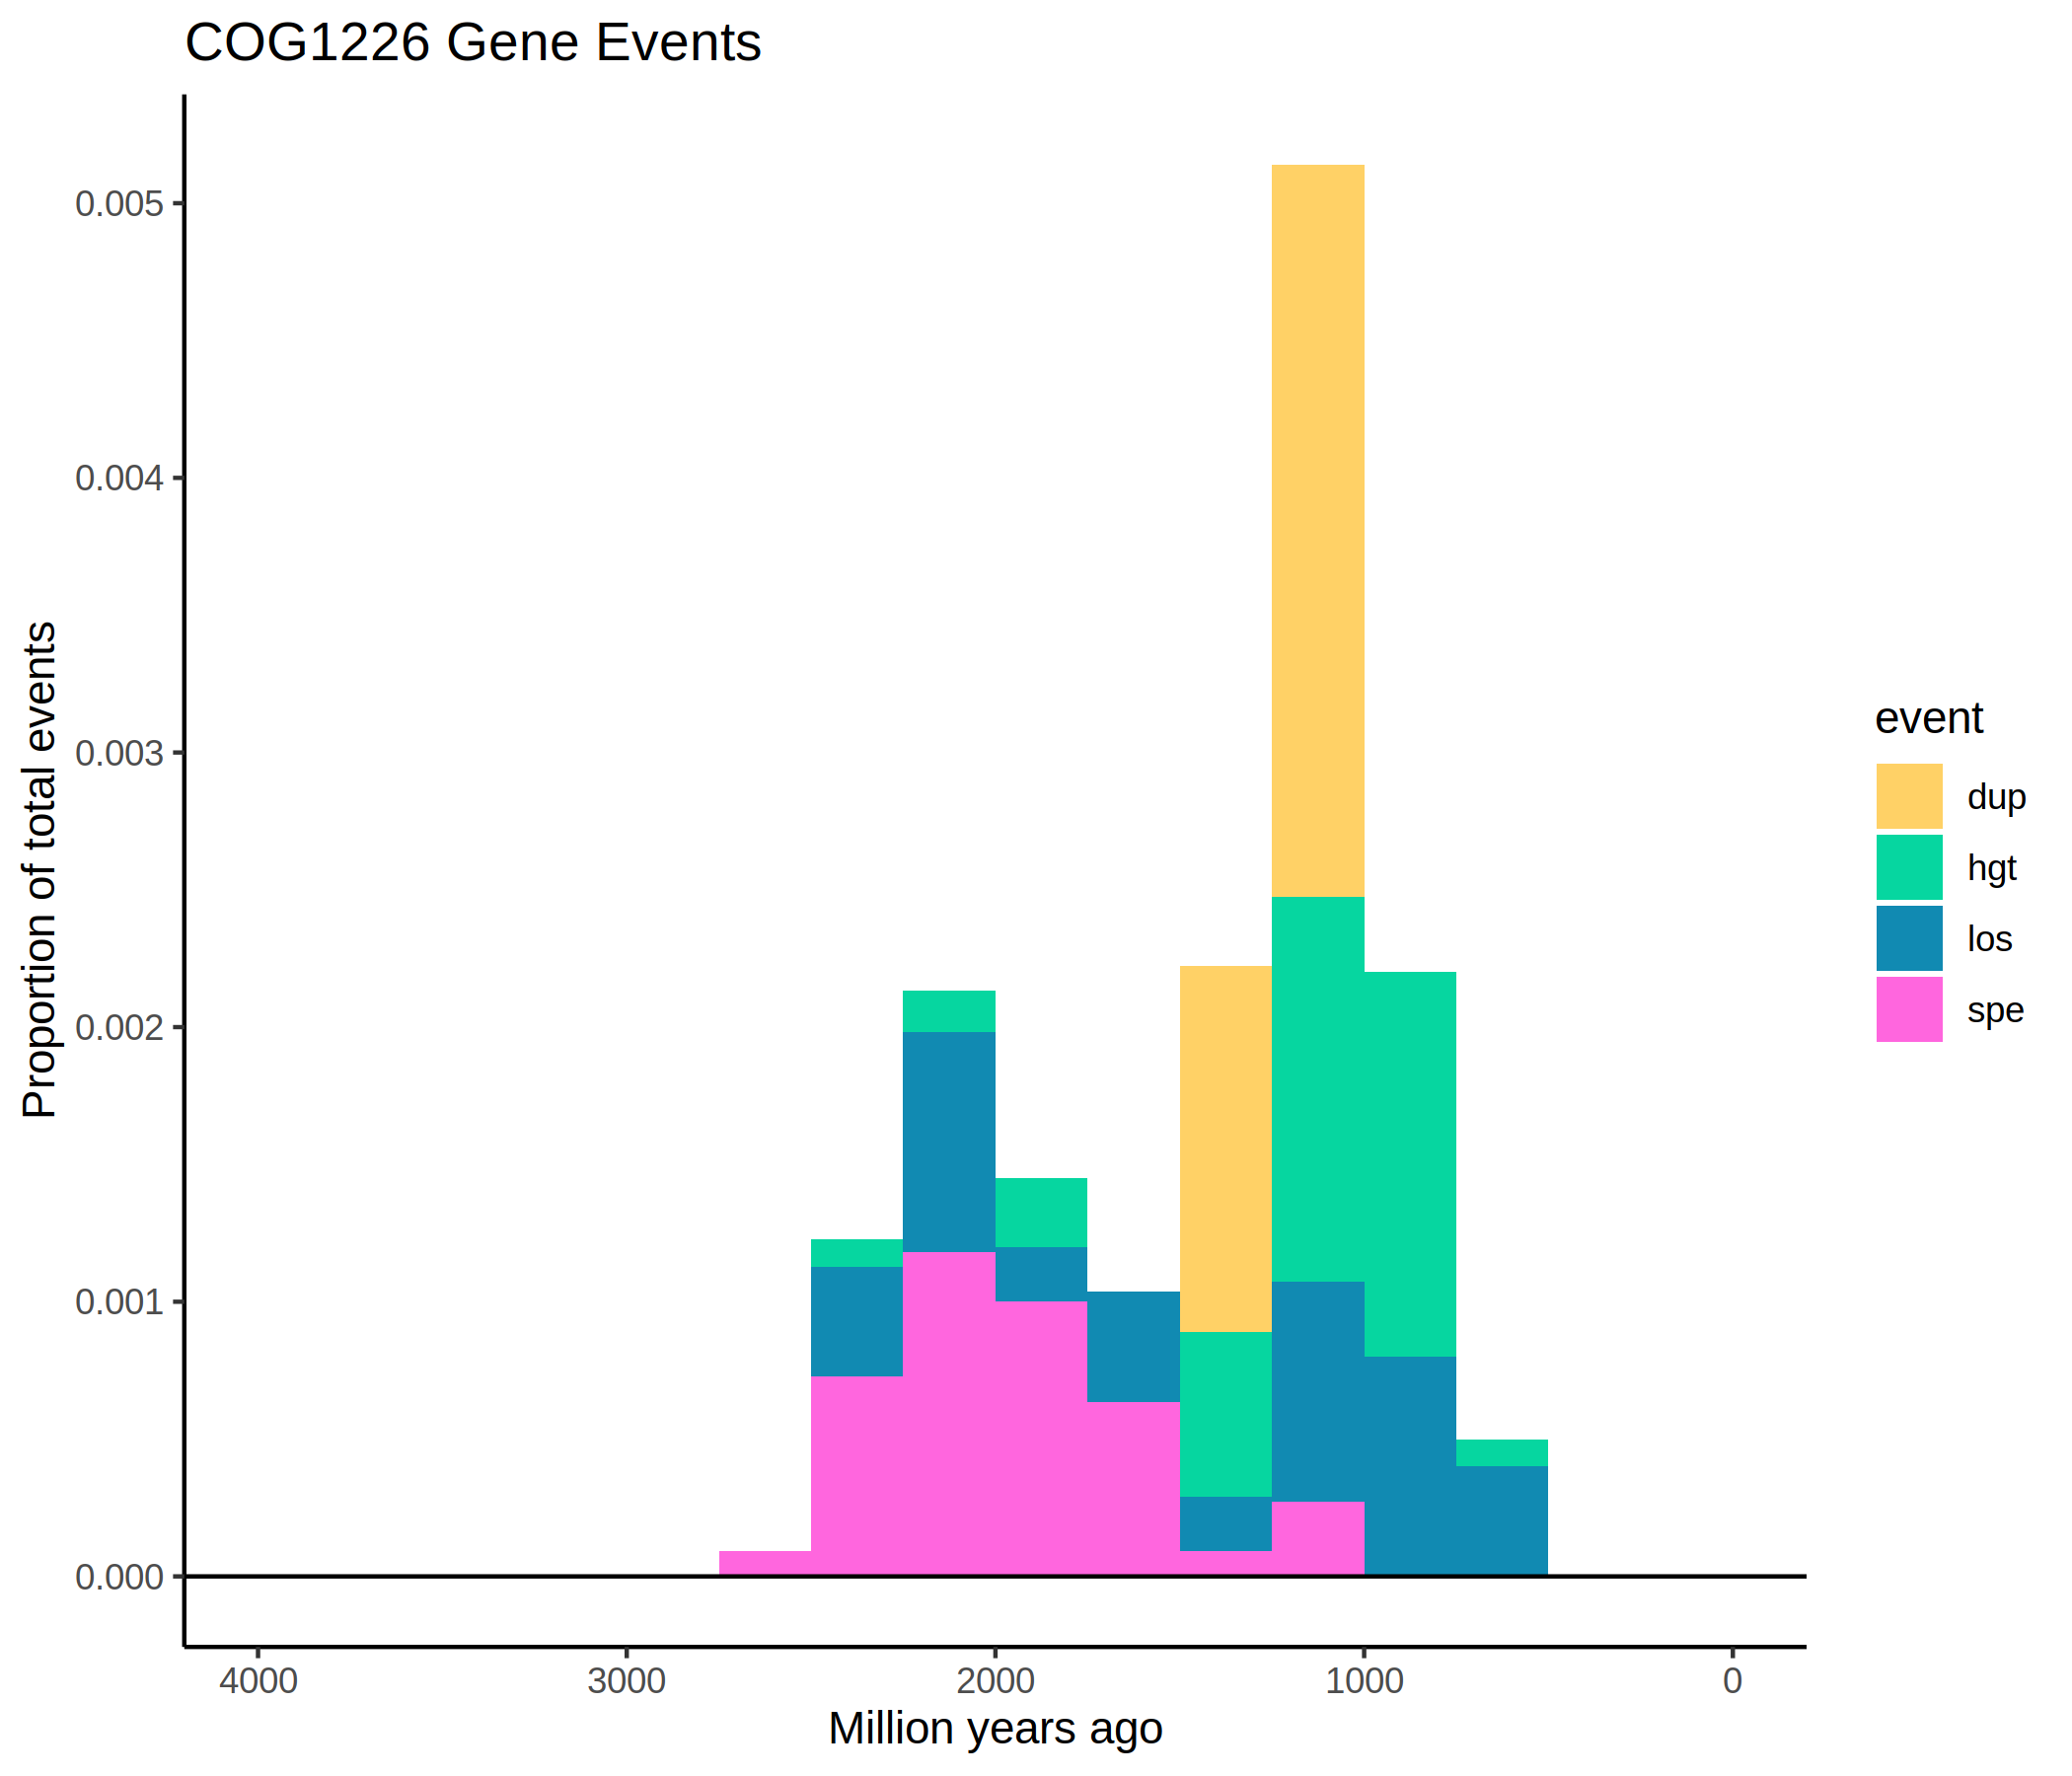 COG1226 Gene Events
Proportion of total events
0.005
0.004
0.003
0.002
0.001
0.000
4000 3000 2000 1000 0
Million years ago
event
dup
hgt
los
spe